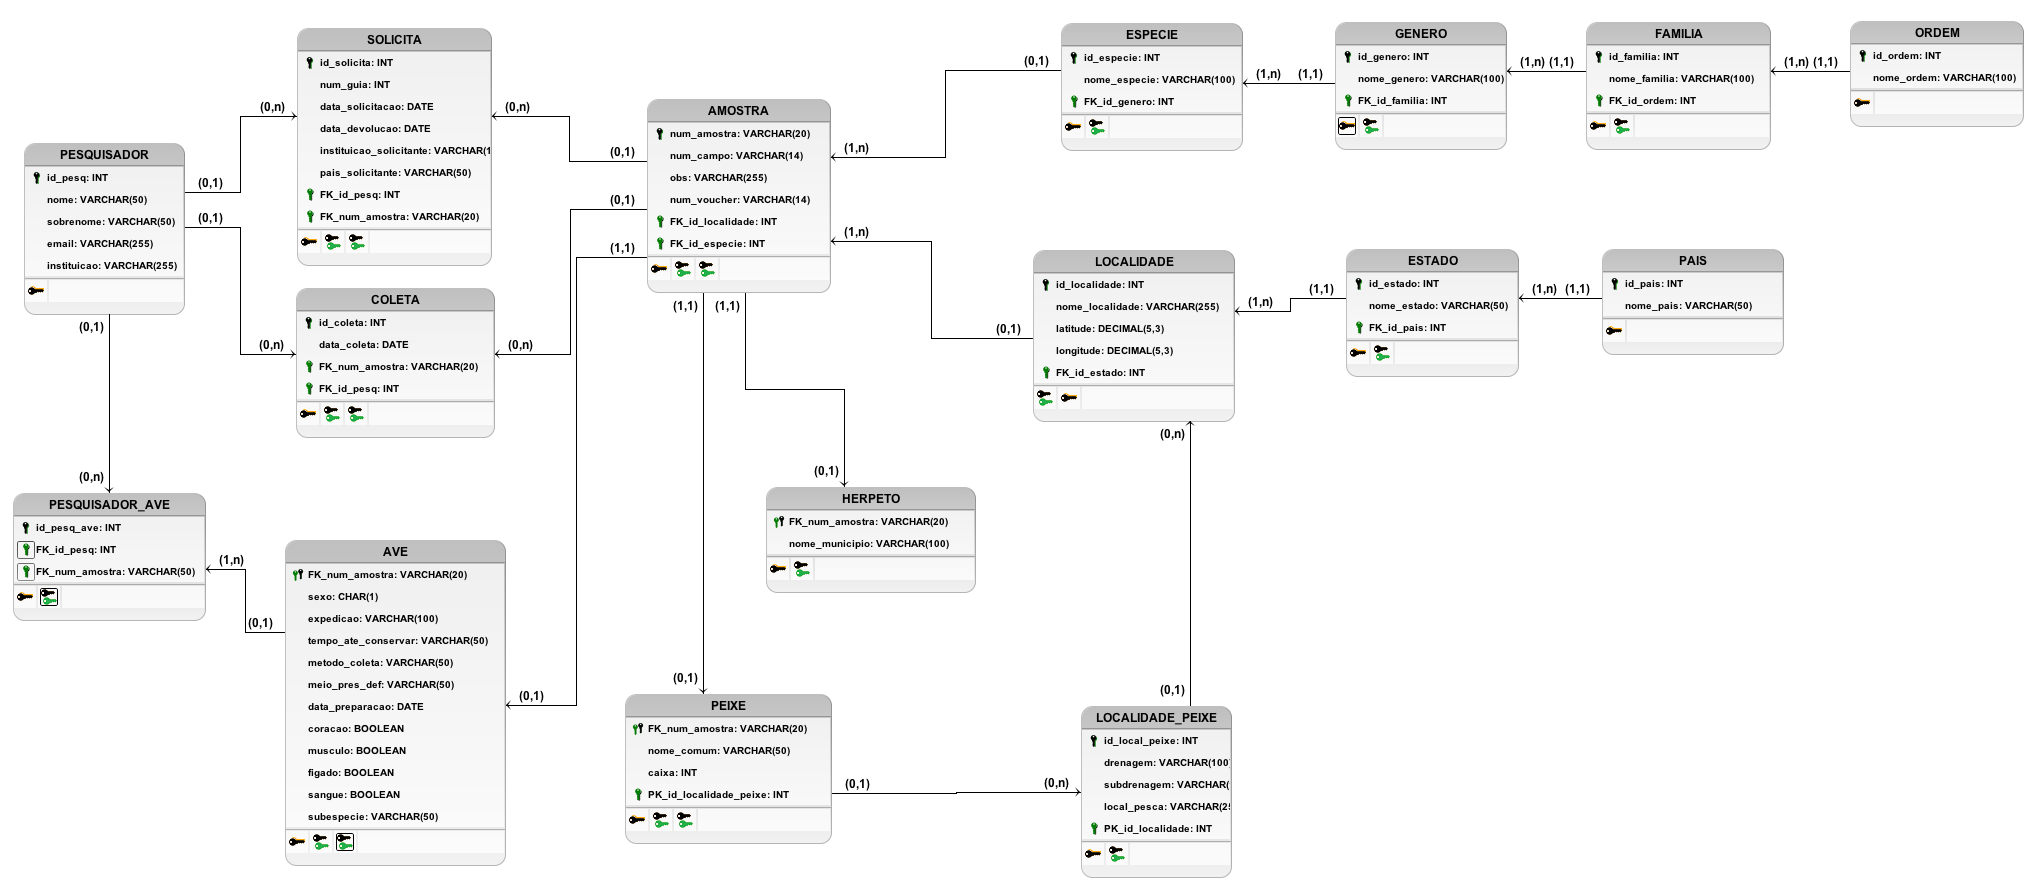 SOLICITA
id_solicita: INT
num_guia: INT
data_solicitacao: DATE
data_devolucao: DATE
instituicao_solicitante: VARCHAR(1
pais_solicitante: VARCHAR(50)
FK_id_pesq: INT
FK_num_amostra: VARCHAR(20)
(0,n)
(0,n)
PESQUISADOR
id_pesq: INT
nome: VARCHAR(50)
sobrenome: VARCHAR(50)
email: VARCHAR(255)
instituicao: VARCHAR(255)
(0,1)
(0,1)
(0,1)
(0,n)
COLETA
id_coleta: INT
data_coleta: DATE
FK_num_amostra: VARCHAR(20)
FK_id_pesq: INT
(0,n)
(0,n)
AMOSTRA
num_amostra: VARCHAR(20)
num_campo: VARCHAR(14)
obs: VARCHAR(255)
num_voucher: VARCHAR(14)
FK_id_localidade: INT
FK_id_especie: INT
(0,1)
(0,1)
(1,1)
(1,1)
(1,1)
(1,n)
(1,n)
ESPECIE
id_especie: INT
nome_especie: VARCHAR(100)
FK_id_genero: INT
(0,1)
(1,n)
(1,1)
GENERO
id_genero: INT
nome_genero: VARCHAR(100)
FK_id_familia: INT
(1,n) (1,1)
FAMILIA
id_familia: INT
nome_familia: VARCHAR(100)
FK_id_ordem: INT
(1,n) (1,1)
ORDEM
id_ordem: INT
nome_ordem: VARCHAR(100)
LOCALIDADE
id_localidade: INT
nome_localidade: VARCHAR(255)
latitude: DECIMAL(5,3)
longitude: DECIMAL(5,3)
FK_id_estado: INT
(0,1)
(1,n)
(1,1)
(0,n)
ESTADO
id_estado: INT
nome_estado: VARCHAR(50)
FK_id_pais: INT
(1,n) (1,1)
PAIS
id_pais: INT
nome_pais: VARCHAR(50)
PESQUISADOR_AVE
id_pesq_ave: INT
FK_id_pesq: INT
FK_num_amostra: VARCHAR(50)
(1,n)
(0,1)
AVE
FK_num_amostra: VARCHAR(20)
sexo: CHAR(1)
expedicao: VARCHAR(100)
tempo_ate_conservar: VARCHAR(50)
metodo_coleta: VARCHAR(50)
meio_pres_def: VARCHAR(50)
data_preparacao: DATE
coracao: BOOLEAN
musculo: BOOLEAN
figado: BOOLEAN
sangue: BOOLEAN
subespecie: VARCHAR(50)
(0,1)
(0,1)
HERPETO
FK_num_amostra: VARCHAR(20)
nome_municipio: VARCHAR(100)
(0,1)
PEIXE
FK_num_amostra: VARCHAR(20)
nome_comum: VARCHAR(50)
caixa: INT
PK_id_localidade_peixe: INT
(0,1)
(0,n)
(0,1)
LOCALIDADE_PEIXE
id_local_peixe: INT
drenagem: VARCHAR(100)
subdrenagem: VARCHAR(
local_pesca: VARCHAR(25
PK_id_localidade: INT